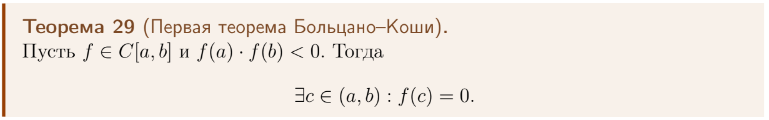 Теорема 29 (Первая теорема Больцано–Коши).
Пусть f ∈ C[a, b] и f(a) · f(b) < 0. Тогда
∃c ∈ (a, b) : f(c) = 0.